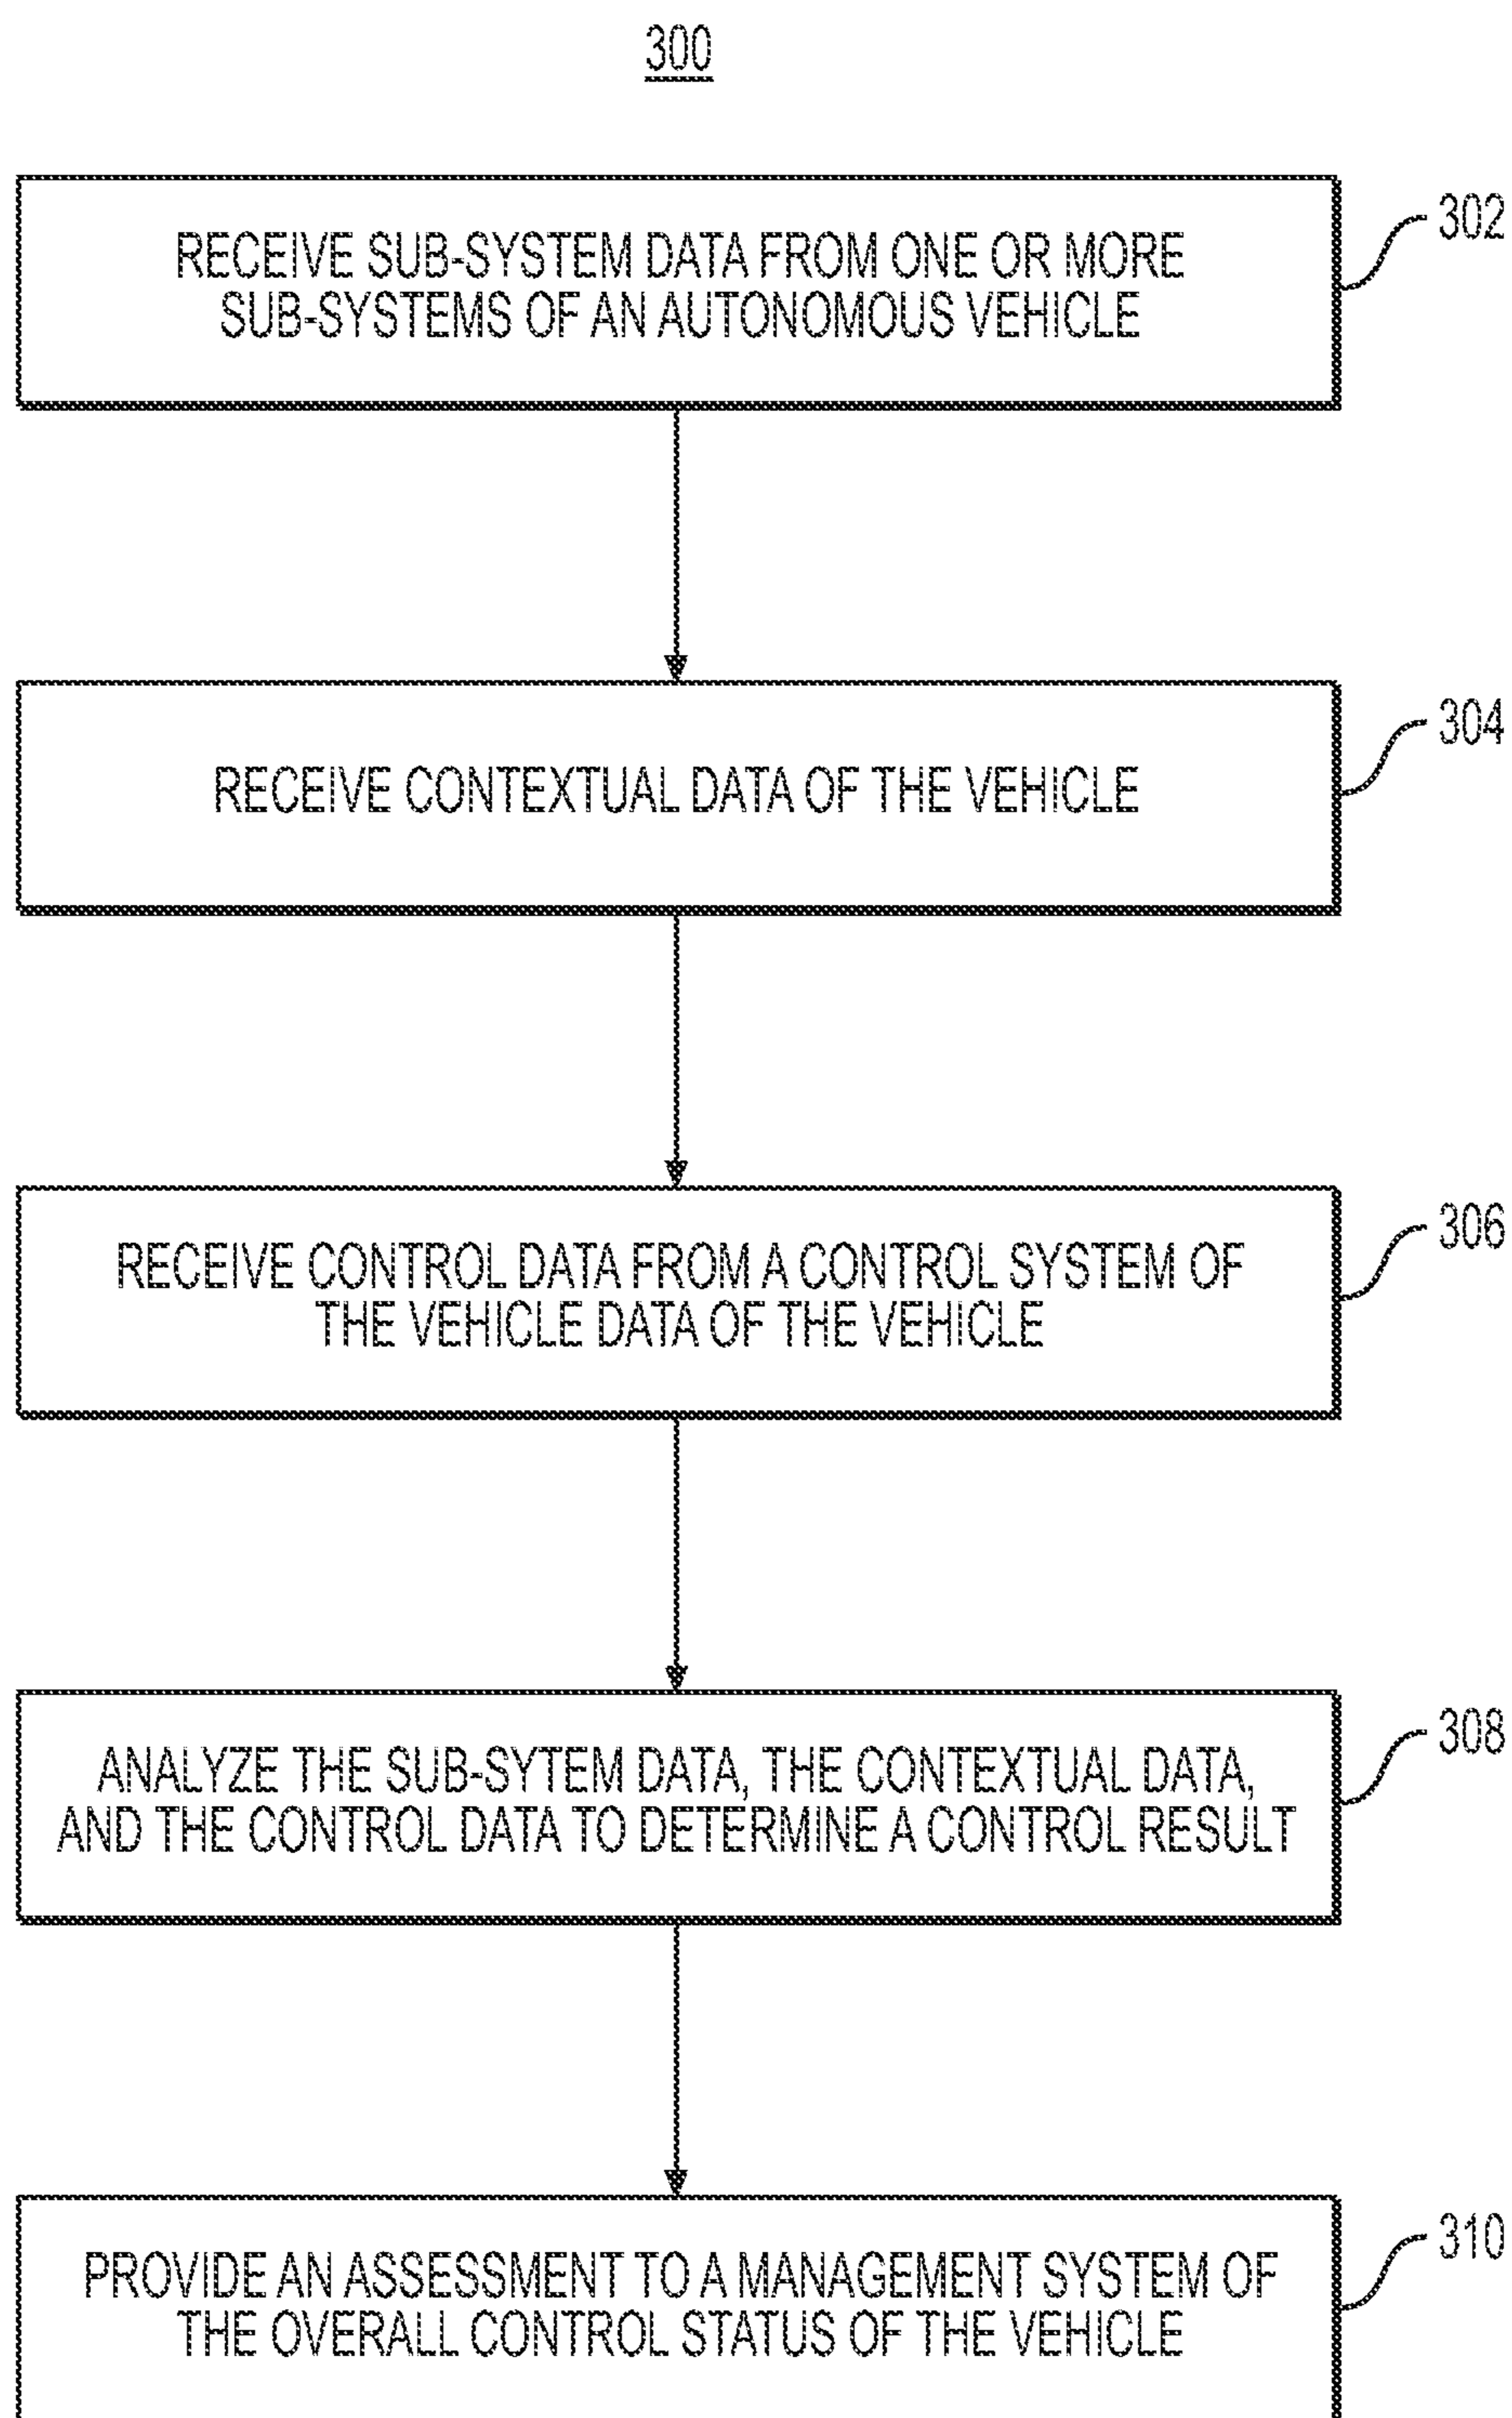 300
RECEIVE SUB-SYSTEM DATA FROM ONE OR MORE
SUB-SYSTEMS OF AN AUTONOMOUS VEHICLE
302
RECEIVE CONTEXTUAL DATA OF THE VEHICLE
304
RECEIVE CONTROL DATA FROM A CONTROL SYSTEM OF
THE VEHICLE DATA OF THE VEHICLE
306
ANALYZE THE SUB-SYTEM DATA, THE CONTEXTUAL DATA,
AND THE CONTROL DATA TO DETERMINE A CONTROL RESULT
308
PROVIDE AN ASSESSMENT TO A MANAGEMENT SYSTEM OF
THE OVERALL CONTROL STATUS OF THE VEHICLE
310